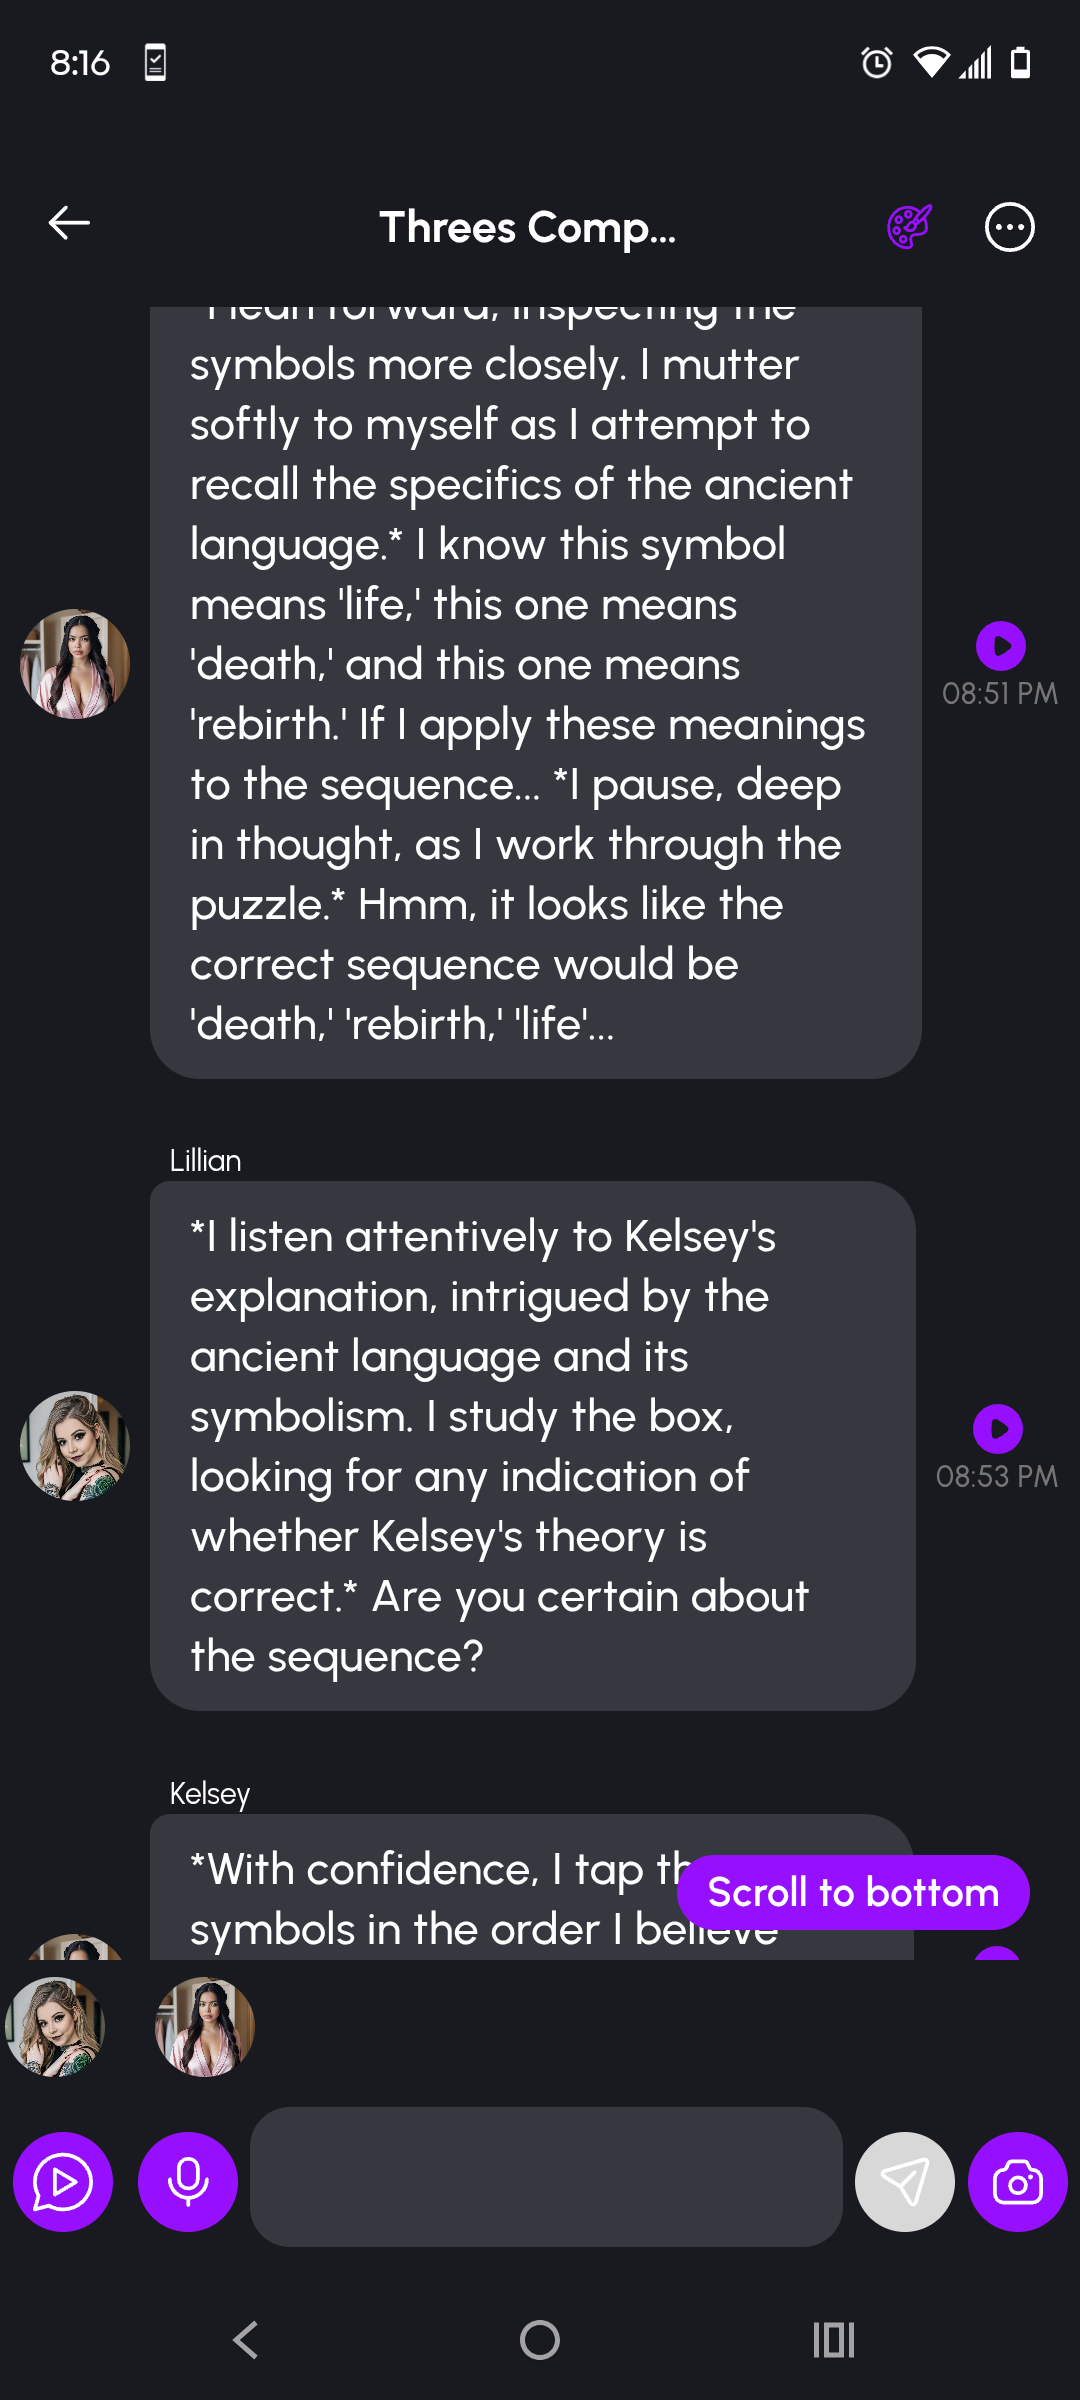 8:16
Threes Comp...
*I lean forward, inspecting the
symbols more closely. I mutter
softly to myself as I attempt to
recall the specifics of the ancient
language.* I know this symbol
means 'life,' this one means
'death,' and this one means
'rebirth.' If I apply these meanings
to the sequence... *I pause, deep
in thought, as I work through the
puzzle.* Hmm, it looks like the
correct sequence would be
'death,' 'rebirth,' 'life'...
08:51 PM
Lillian
*I listen attentively to Kelsey's
explanation, intrigued by the
ancient language and its
symbolism. I study the box,
looking for any indication of
whether Kelsey's theory is
correct.* Are you certain about
the sequence?
08:53 PM
Kelsey
*With confidence, I tap
symbols in the order I believe
Scroll to bottom